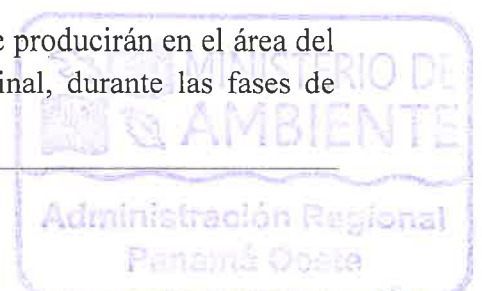 e producirán en el área del
inal, durante las fases de
MINISTERIO DE
AMBIENTE
Administración Regional
Panamá Oeste